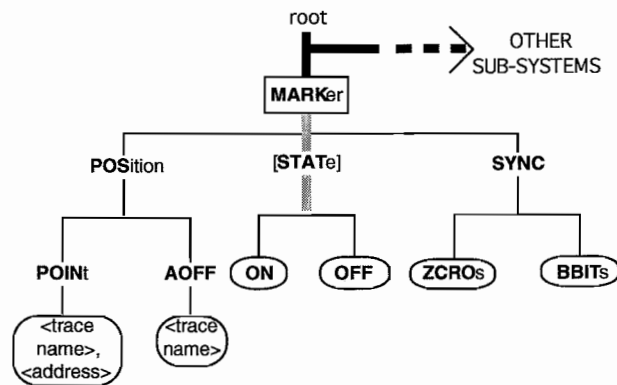 root
OTHER
SUB-SYSTEMS
MARKer
POSition
[STATe]
SYNC
POINt
AOFF
ON
OFF
ZCROs
BBITs
<trace
name>,
<address>
<trace
name>